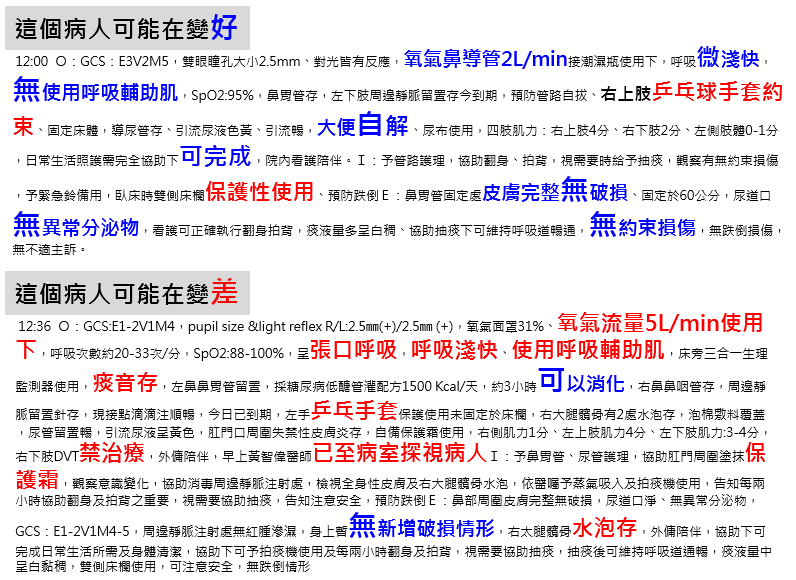 這個病人可能在變好
12:00 O：GCS：E3V2M5，雙眼瞳孔大小2.5mm、對光皆有反應，氧氣鼻導管2L/min接潮濕瓶使用下，呼吸微淺快，
無使用呼吸輔助肌，SpO2:95%，鼻胃管存，左下肢周邊靜脈留置存今到期，預防管路自拔、右上肢乒乓球手套約
束、固定床體，導尿管存、引流尿液色黃、引流暢，大便自解、尿布使用，四肢肌力：右上肢4分、右下肢2分、左側肢體0-1分
，日常生活照護需完全協助下可完成，院內看護陪伴。Ｉ：予管路護理，協助翻身、拍背，視需要時給予抽痰，觀察有無約束損傷
，予緊急鈴備用，臥床時雙側床欄保護性使用、預防跌倒Ｅ：鼻胃管固定處皮膚完整無破損、固定於60公分，尿道口
無異常分泌物，看護可正確執行翻身拍背，痰液量多呈白稠、協助抽痰下可維持呼吸道暢通，無約束損傷，無跌倒損傷，
無不適主訴。
這個病人可能在變差
12:36 O：GCS:E1-2V1M4，pupil size &light reflex R/L:2.5㎜(+)/2.5㎜ (+)，氧氣面罩31%、氧氣流量5L/min使用
下，呼吸次數約20-33次/分，SpO2:88-100%，呈張口呼吸，呼吸淺快、使用呼吸輔助肌，床旁三合一生理
監測器使用，痰音存，左鼻鼻胃管留置，採糖尿病低醣管灌配方1500 Kcal/天，約3小時可以消化，右鼻鼻咽管存，周邊靜
脈留置針存，現接點滴滴注順暢，今日已到期，左手乒乓手套保護使用未固定於床欄，右大腿髖骨有2處水泡存，泡棉敷料覆蓋
，尿管留置暢，引流尿液呈黃色，肛門口周圍失禁性皮膚炎存，自備保護霜使用，右側肌力1分、左上肢肌力4分、左下肢肌力:3-4分，
右下肢DVT禁治療，外傭陪伴，早上黃智偉醫師已至病室探視病人Ｉ：予鼻胃管、尿管護理，協助肛門周圍塗抹保
護霜，觀察意識變化，協助消毒周邊靜脈注射處，檢視全身性皮膚及右大腿髖骨水泡，依醫囑予蒸氣吸入及拍痰機使用，告知每兩
小時協助翻身及拍背之重要，視需要協助抽痰，告知注意安全，預防跌倒Ｅ：鼻部周圍皮膚完整無破損，尿道口淨、無異常分泌物，
GCS：E1-2V1M4-5，周邊靜脈注射處無紅腫滲濕，身上暫無新增破損情形，右大腿髖骨水泡存，外傭陪伴，協助下可
完成日常生活所需及身體清潔，協助下可予拍痰機使用及每兩小時翻身及拍背，視需要協助抽痰，抽痰後可維持呼吸道通暢，痰液量中
呈白黏稠，雙側床欄使用，可注意安全，無跌倒情形